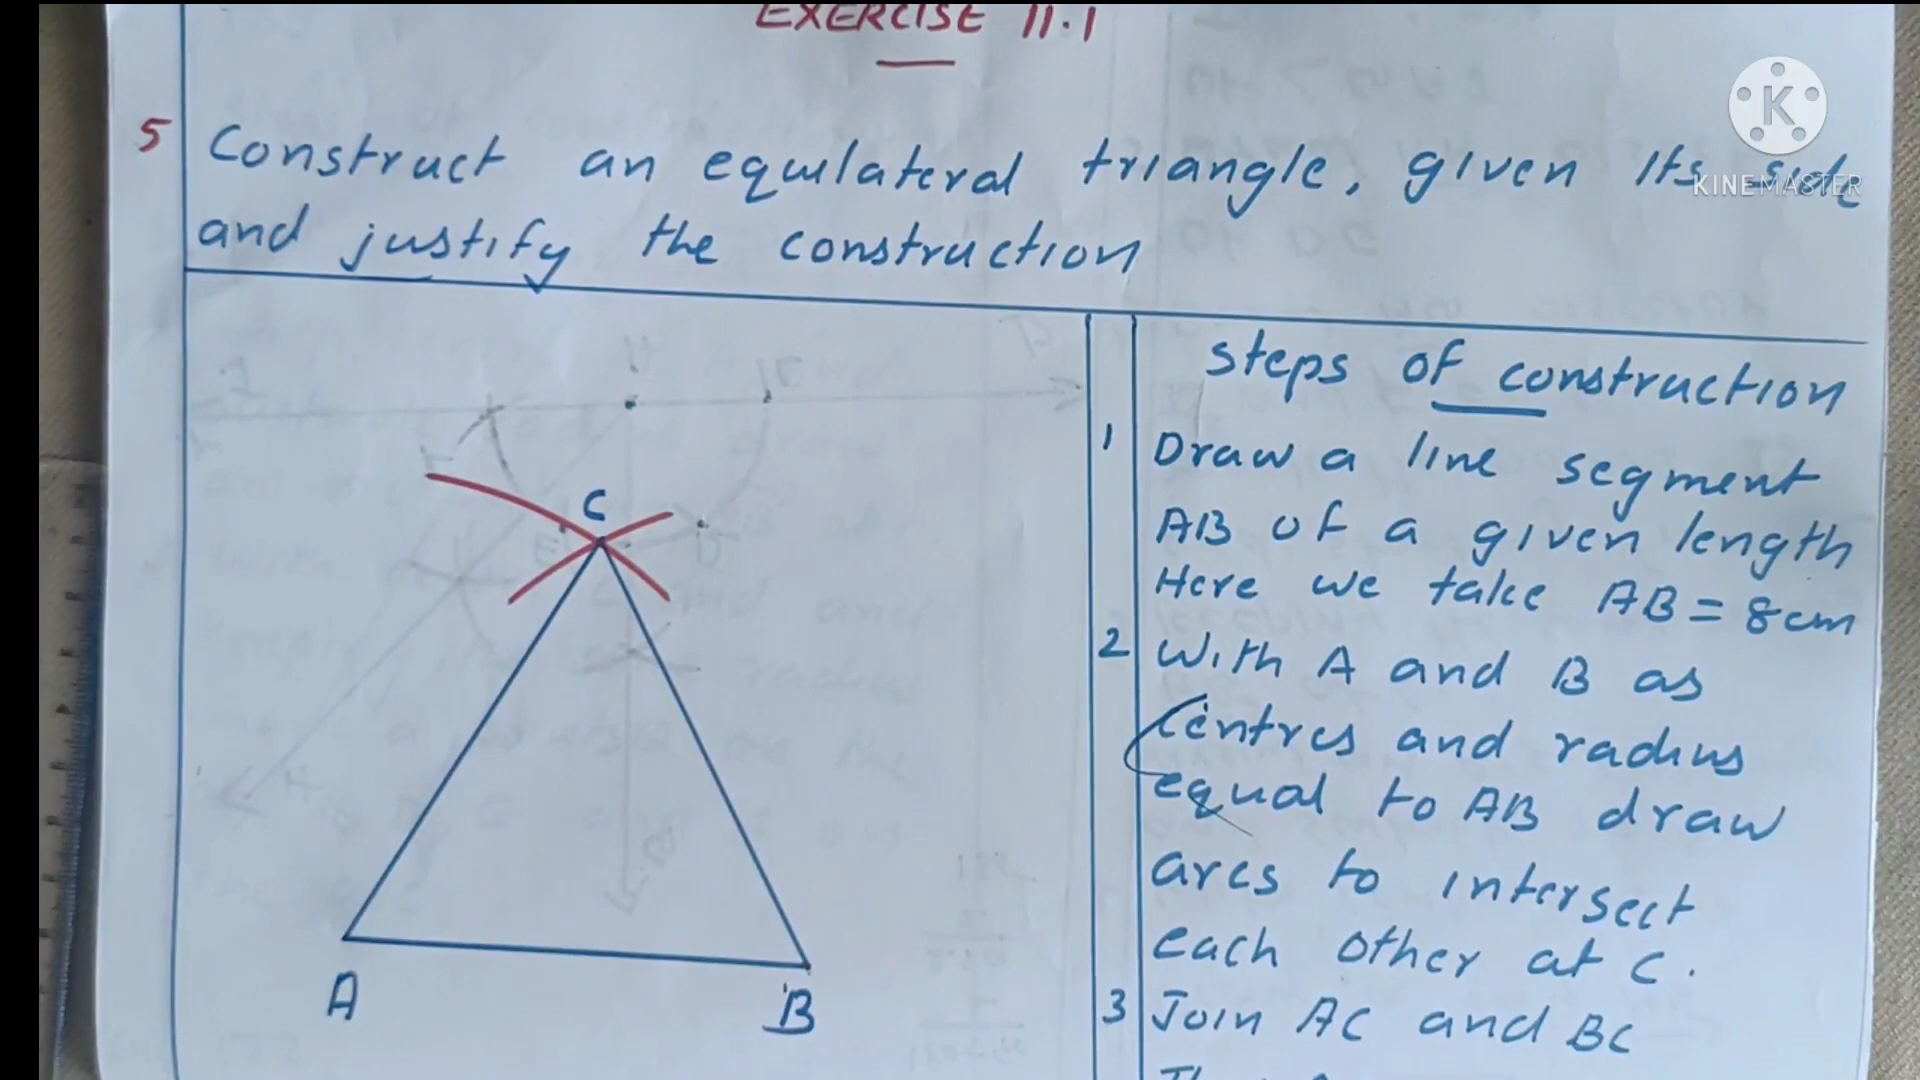 EXERCISE 11.1
5 Construct an equilateral triangle, given its side
and justify the construction
K
KINEMASTER
C
A
B
Steps of construction
1 Draw a line segment
AB of a given length
Here we take AB = 8cm
2 With A and B as
centres and radius
equal to AB draw
arcs to intersect
each other at C.
3 Join AC and BC